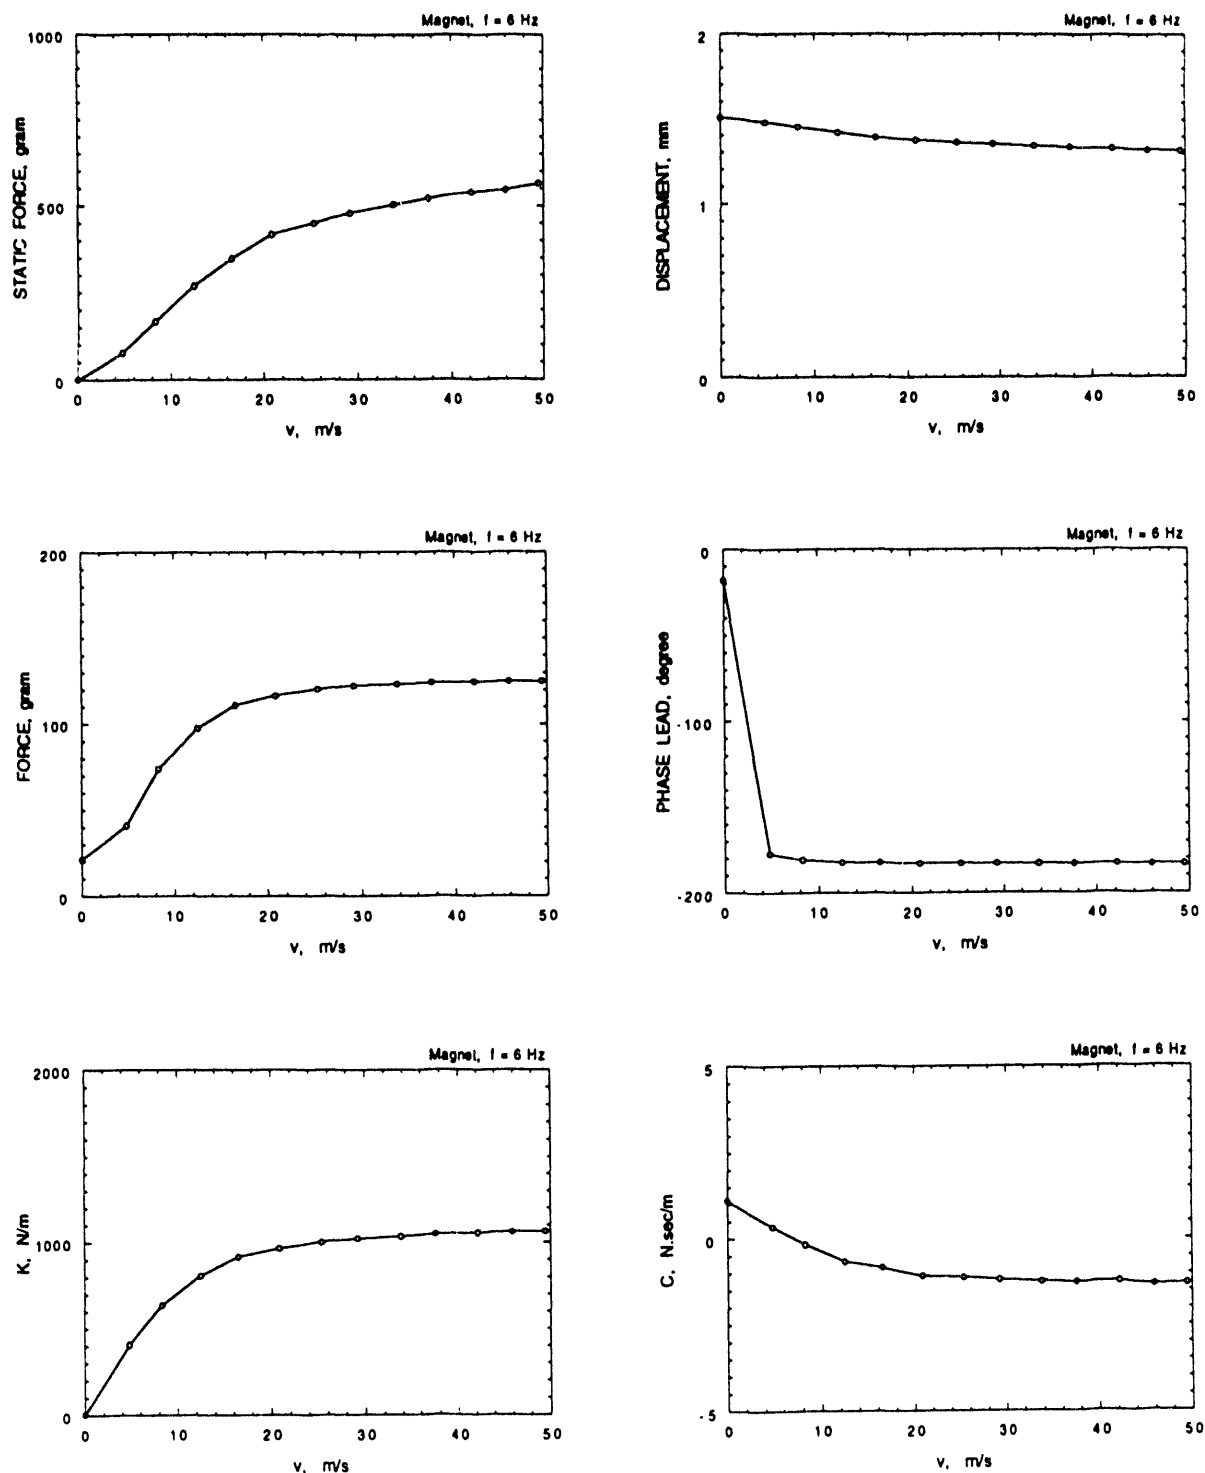 Magnet, f = 6 Hz
1000
500
0
STATIC FORCE, gram
0 10 20 30 40 50
v, m/s
Magnet, f = 6 Hz
2
1
0
DISPLACEMENT, mm
0 10 20 30 40 50
v, m/s
Magnet, f = 6 Hz
200
100
0
FORCE, gram
0 10 20 30 40 50
v, m/s
Magnet, f = 6 Hz
0
-100
-200
PHASE LEAD, degree
0 10 20 30 40 50
v, m/s
Magnet, f = 6 Hz
2000
1000
0
K, N/m
0 10 20 30 40 50
v, m/s
Magnet, f = 6 Hz
5
0
-5
C, N.sec/m
0 10 20 30 40 50
v, m/s